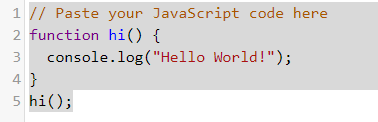 1 // Paste your JavaScript code here
2 function hi() {
3   console.log("Hello World!");
4 }
5 hi();